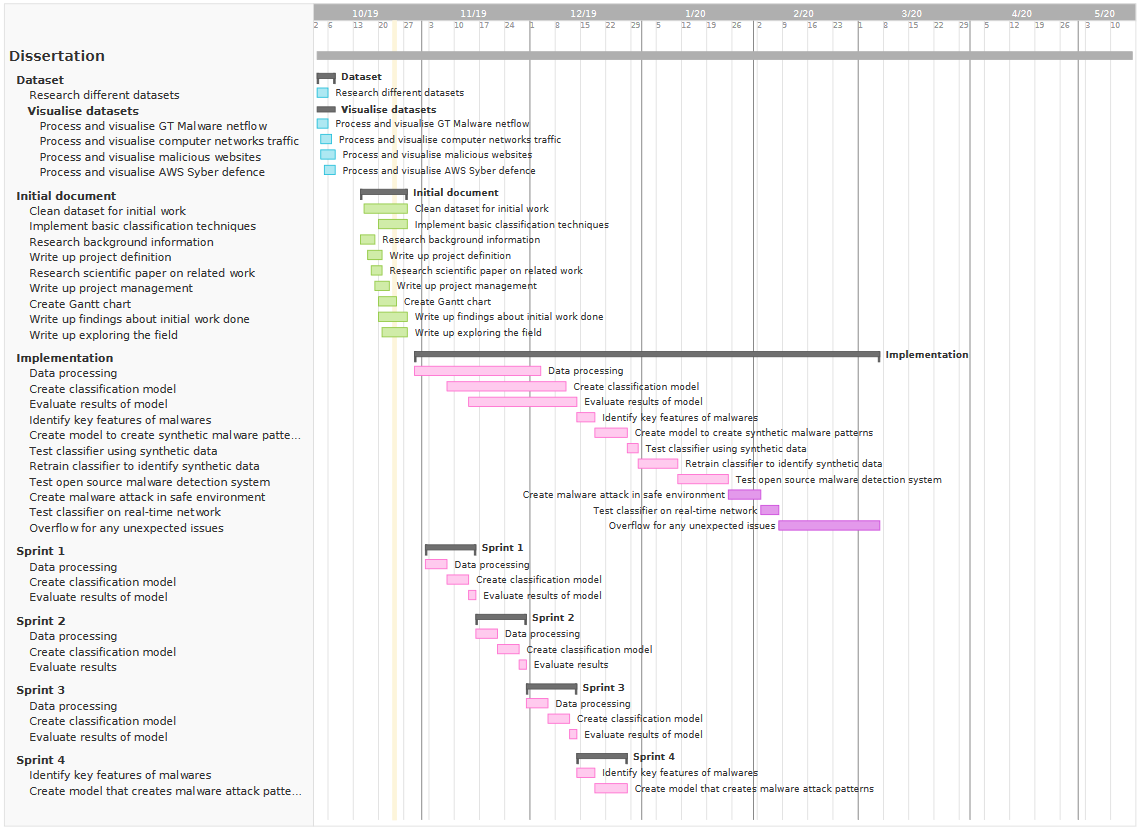 10/19 11/19 12/19 1/20 2/20 3/20 4/20 5/20
6 13 20 27 3 10 17 24 1 8 15 22 29 5 12 19 26 2 9 16 23 1 8 15 22 29 5 12 19 26 3 10
Dissertation
Dataset Dataset
Research different datasets Research different datasets
Visualise datasets Visualise datasets
Process and visualise GT Malware netflow Process and visualise GT Malware netflow
Process and visualise computer networks traffic Process and visualise computer networks traffic
Process and visualise malicious websites Process and visualise malicious websites
Process and visualise AWS Syber defence Process and visualise AWS Syber defence
Initial document Initial document
Clean dataset for initial work Clean dataset for initial work
Implement basic classification techniques Implement basic classification techniques
Research background information Research background information
Write up project definition Write up project definition
Research scientific paper on related work Research scientific paper on related work
Write up project management Write up project management
Create Gantt chart Create Gantt chart
Write up findings about initial work done Write up findings about initial work done
Write up exploring the field Write up exploring the field
Implementation Implementation
Data processing Data processing
Create classification model Create classification model
Evaluate results of model Evaluate results of model
Identify key features of malwares Identify key features of malwares
Create model to create synthetic malware patte... Create model to create synthetic malware patterns
Test classifier using synthetic data Test classifier using synthetic data
Retrain classifier to identify synthetic data Retrain classifier to identify synthetic data
Test open source malware detection system Test open source malware detection system
Create malware attack in safe environment Create malware attack in safe environment
Test classifier on real-time network Test classifier on real-time network
Overflow for any unexpected issues Overflow for any unexpected issues
Sprint 1 Sprint 1
Data processing Data processing
Create classification model Create classification model
Evaluate results of model Evaluate results of model
Sprint 2 Sprint 2
Data processing Data processing
Create classification model Create classification model
Evaluate results Evaluate results
Sprint 3 Sprint 3
Data processing Data processing
Create classification model Create classification model
Evaluate results of model Evaluate results of model
Sprint 4 Sprint 4
Identify key features of malwares Identify key features of malwares
Create model that creates malware attack patte... Create model that creates malware attack patterns